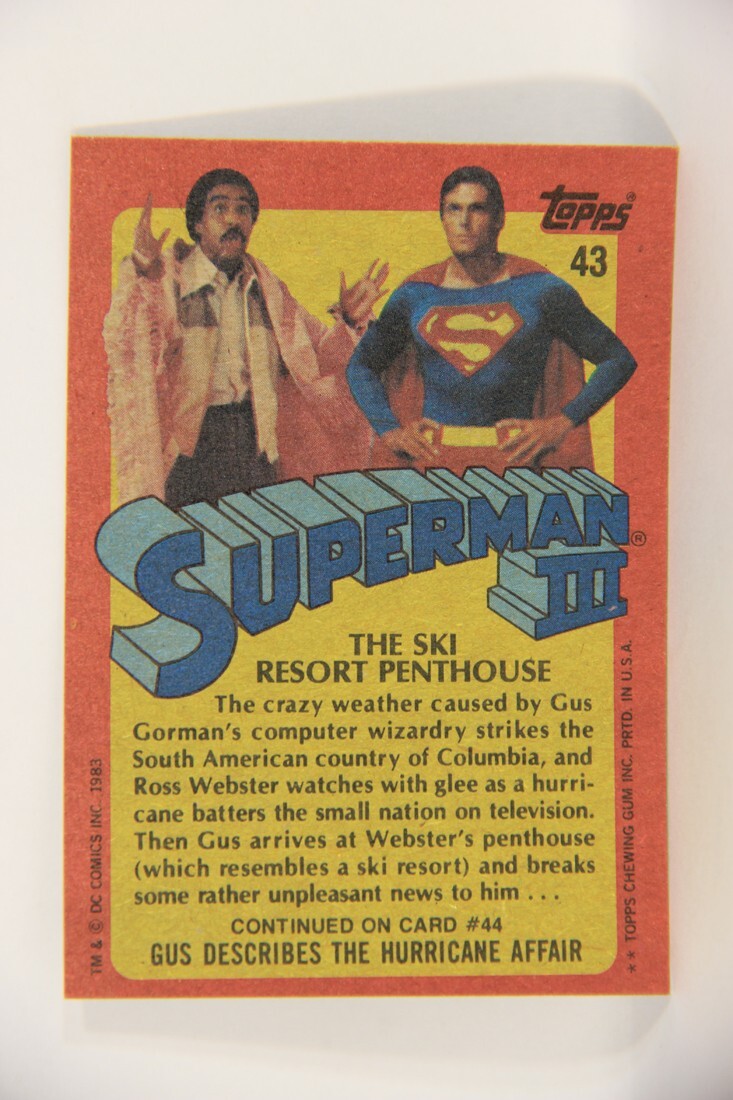 topps®
43
SUPERMAN®
III
THE SKI
RESORT PENTHOUSE
The crazy weather caused by Gus
Gorman's computer wizardry strikes the
South American country of Columbia, and
Ross Webster watches with glee as a hurri-
cane batters the small nation on television.
Then Gus arrives at Webster's penthouse
(which resembles a ski resort) and breaks
some rather unpleasant news to him . . .
CONTINUED ON CARD #44
GUS DESCRIBES THE HURRICANE AFFAIR
TM & © DC COMICS INC. 1983
** TOPPS CHEWING GUM INC. PRTD. IN U.S.A.